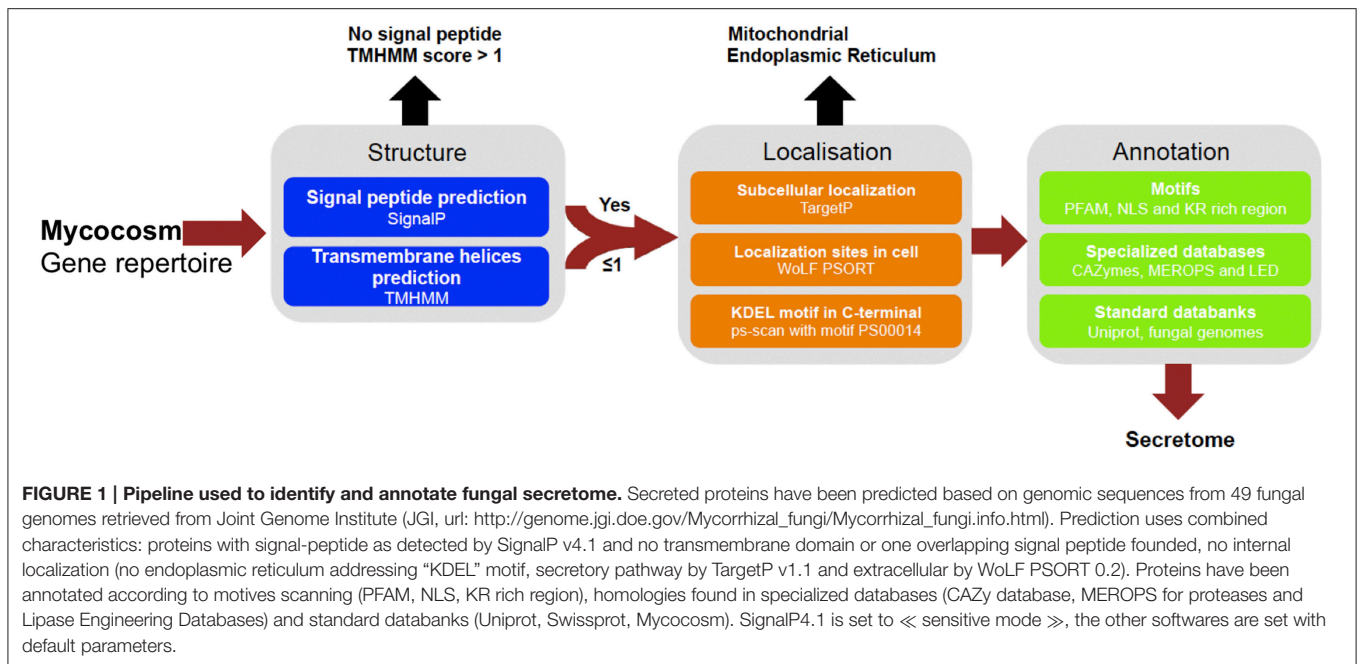 No signal peptide
TMHMM score > 1
Mitochondrial
Endoplasmic Reticulum
Structure
Localisation
Annotation
Signal peptide prediction
SignalP
Transmembrane helices
prediction
TMHMM
Mycocosm
Gene repertoire
Yes
≤1
Subcellular localization
TargetP
Localization sites in cell
WoLF PSORT
KDEL motif in C-terminal
ps-scan with motif PS00014
Motifs
PFAM, NLS and KR rich region
Specialized databases
CAZymes, MEROPS and LED
Standard databanks
Uniprot, fungal genomes
Secretome
FIGURE 1 | Pipeline used to identify and annotate fungal secretome. Secreted proteins have been predicted based on genomic sequences from 49 fungal
genomes retrieved from Joint Genome Institute (JGI, url: http://genome.jgi.doe.gov/Mycorrhizal_fungi/Mycorrhizal_fungi.info.html). Prediction uses combined
characteristics: proteins with signal-peptide as detected by SignalP v4.1 and no transmembrane domain or one overlapping signal peptide founded, no internal
localization (no endoplasmic reticulum addressing “KDEL” motif, secretory pathway by TargetP v1.1 and extracellular by WoLF PSORT 0.2). Proteins have been
annotated according to motives scanning (PFAM, NLS, KR rich region), homologies found in specialized databases (CAZy database, MEROPS for proteases and
Lipase Engineering Databases) and standard databanks (Uniprot, Swissprot, Mycocosm). SignalP4.1 is set to ≪ sensitive mode ≫, the other softwares are set with
default parameters.